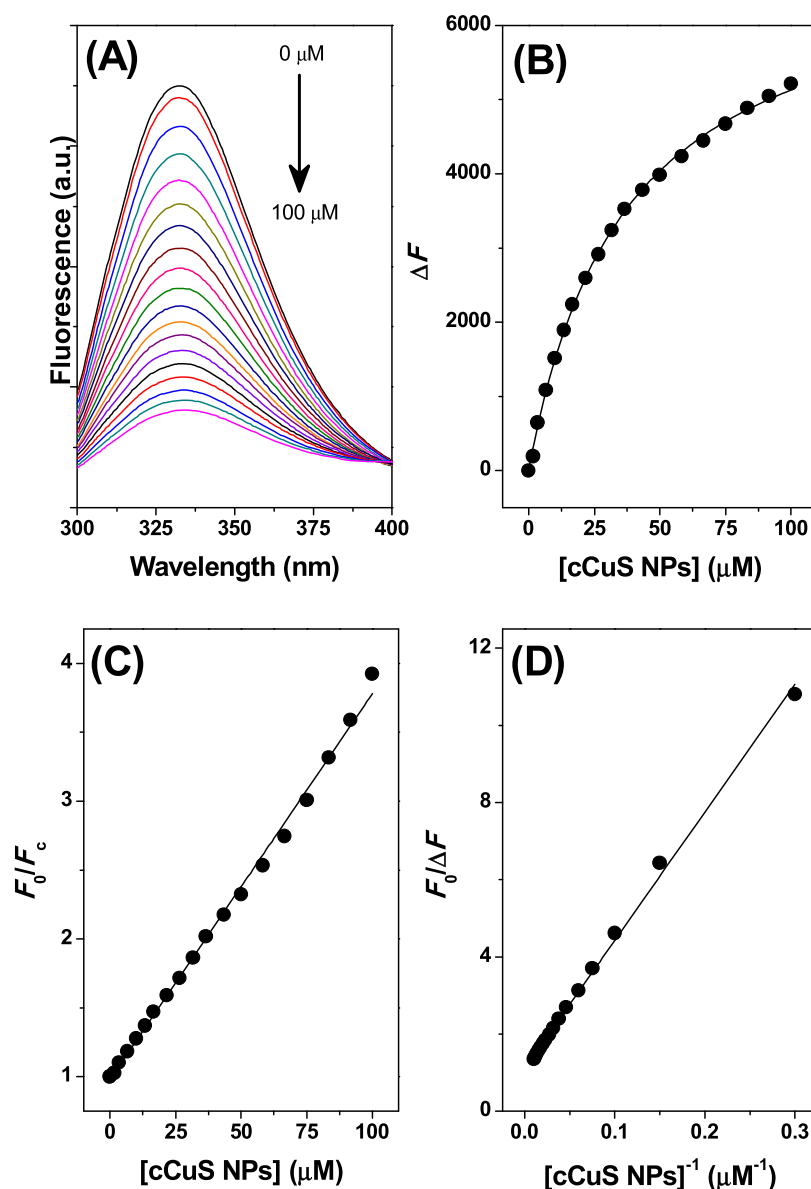 (A)
0 μM
100 μM
Fluorescence (a.u.)
300 325 350 375 400
Wavelength (nm)
(B)
6000
4000
2000
0
ΔF
0 25 50 75 100
[cCuS NPs] (μM)
(C)
4
3
2
1
F0/Fc
0 25 50 75 100
[cCuS NPs] (μM)
(D)
12
8
4
0
F0/ΔF
0.0 0.1 0.2 0.3
[cCuS NPs]-1 (μM-1)